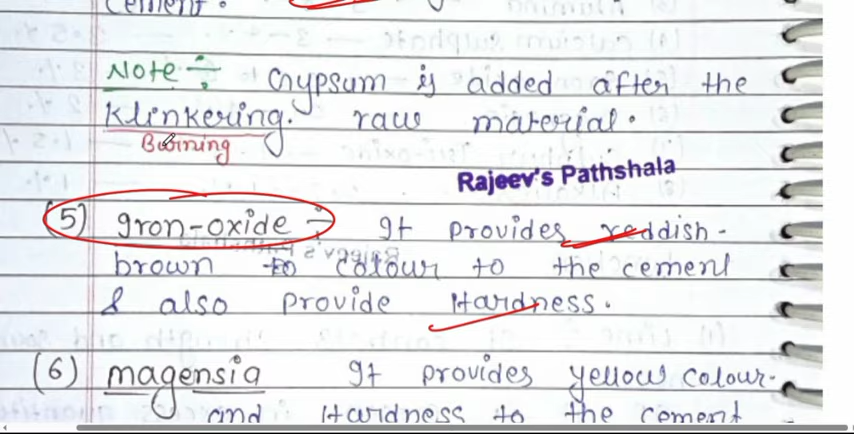 cement.
Note ÷ Gypsum is added after the
Klinkering. raw material.
Burning
Rajeev's Pathshala
(5) Iron-oxide ÷ It provides reddish-
brown to colour to the cement
& also provide Hardness.
(6) magensia It provides yellow colour.
and Hardness to the cement